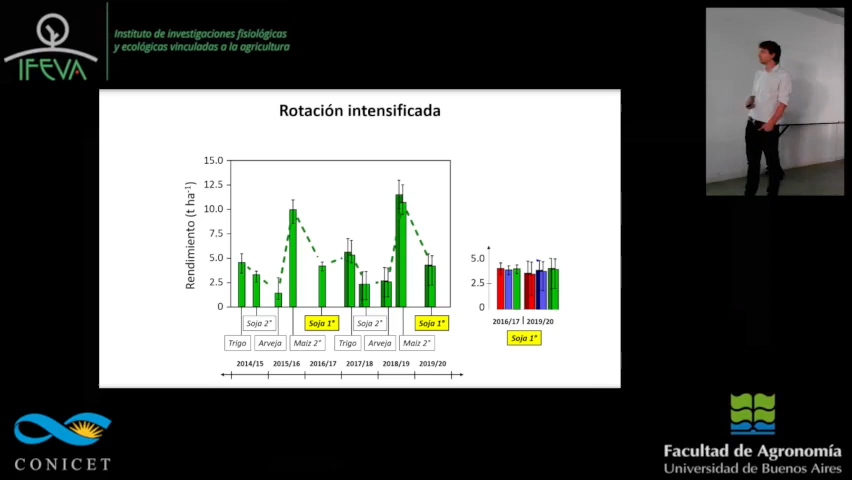 Instituto de investigaciones fisiológicas
y ecológicas vinculadas a la agricultura
IFEVA
Rotación intensificada
Rendimiento (t ha-1)
15.0
12.5
10.0
7.5
5.0
2.5
0
Soja 2°
Soja 1°
Soja 2°
Soja 1°
Trigo
Arveja
Maiz 2°
Trigo
Arveja
Maiz 2°
2014/15
2015/16
2016/17
2017/18
2018/19
2019/20
5.0
2.5
0
2016/17
2019/20
Soja 1°
CONICET
Facultad de Agronomía
Universidad de Buenos Aires